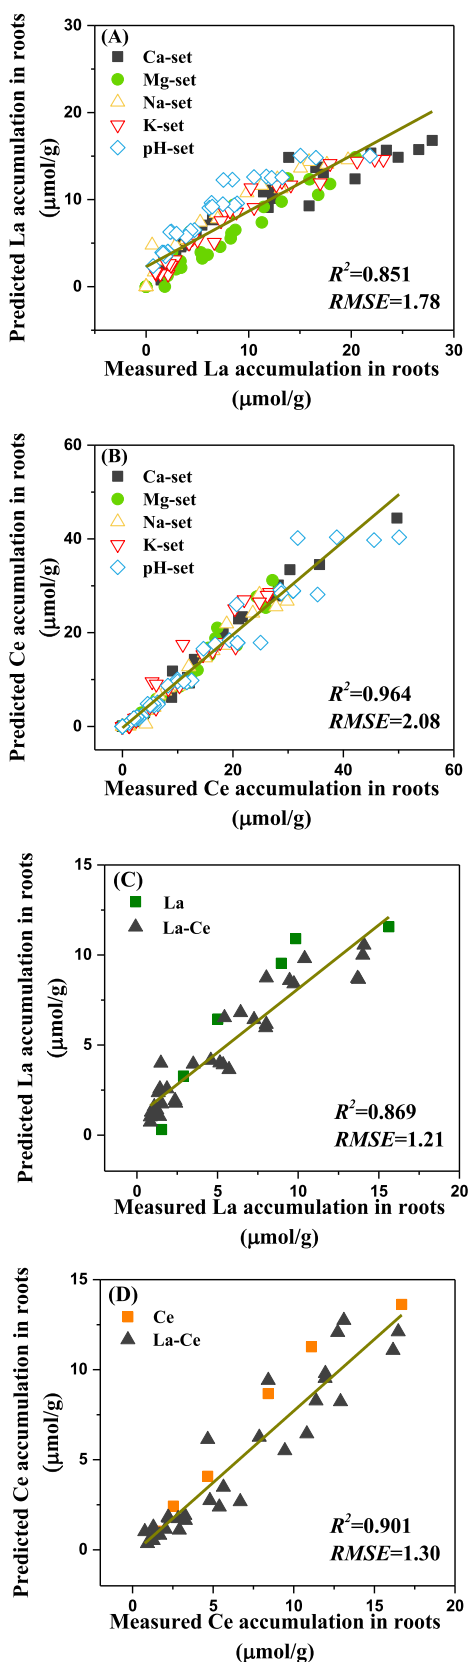 (A)
Ca-set
Mg-set
Na-set
K-set
pH-set
30
20
10
0
R²=0.851
RMSE=1.78
0 10 20 30
Predicted La accumulation in roots
(μmol/g)
Measured La accumulation in roots
(μmol/g)
(B)
Ca-set
Mg-set
Na-set
K-set
pH-set
60
40
20
0
R²=0.964
RMSE=2.08
0 20 40 60
Predicted Ce accumulation in roots
(μmol/g)
Measured Ce accumulation in roots
(μmol/g)
(C)
La
La-Ce
15
10
5
0
R²=0.869
RMSE=1.21
0 5 10 15 20
Predicted La accumulation in roots
(μmol/g)
Measured La accumulation in roots
(μmol/g)
(D)
Ce
La-Ce
15
10
5
0
R²=0.901
RMSE=1.30
0 5 10 15 20
Predicted Ce accumulation in roots
(μmol/g)
Measured Ce accumulation in roots
(μmol/g)